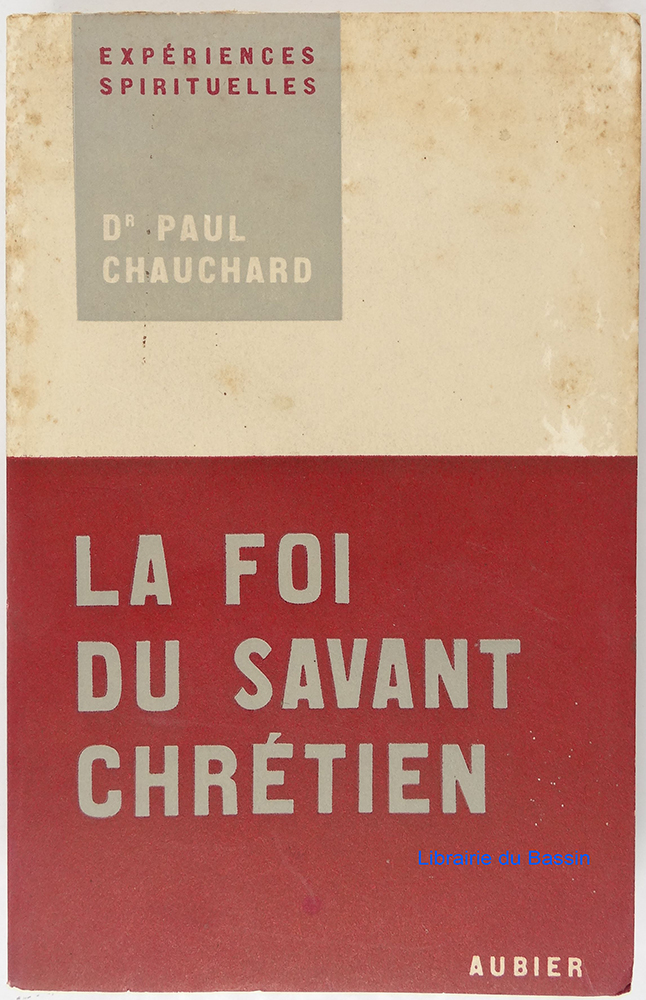 EXPÉRIENCES
SPIRITUELLES
DR PAUL
CHAUCHARD
LA FOI
DU SAVANT
CHRÉTIEN
Librairie du Bassin
AUBIER